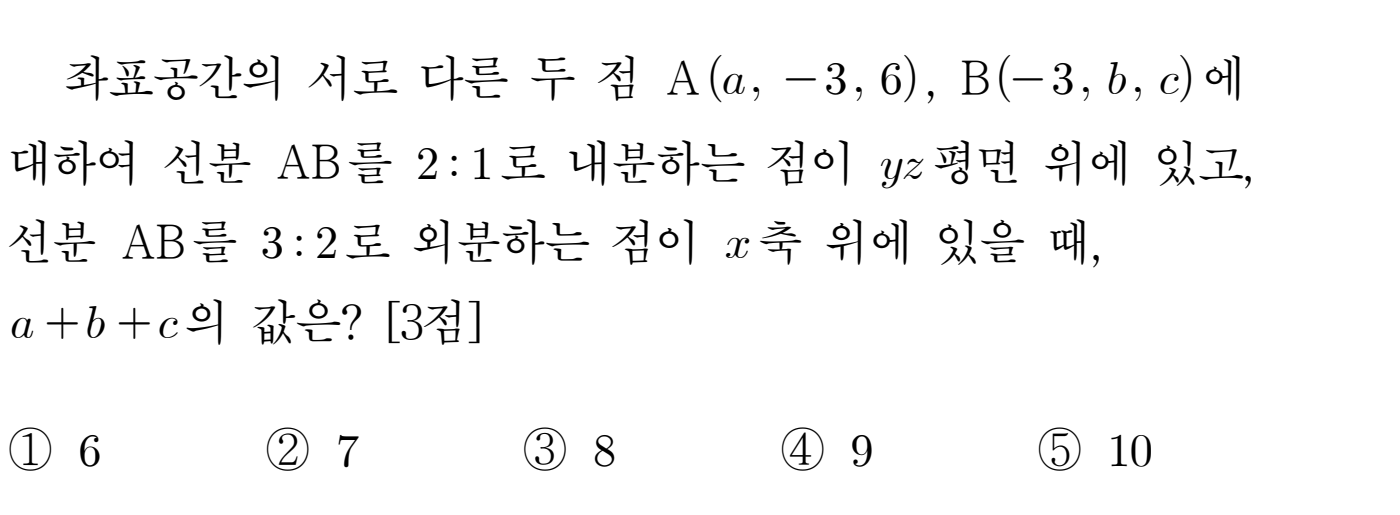 좌표공간의 서로 다른 두 점 A(a, −3, 6), B(−3, b, c)에
대하여 선분 AB를 2:1로 내분하는 점이 yz평면 위에 있고,
선분 AB를 3:2로 외분하는 점이 x축 위에 있을 때,
a+b+c의 값은? [3점]
① 6 ② 7 ③ 8 ④ 9 ⑤ 10